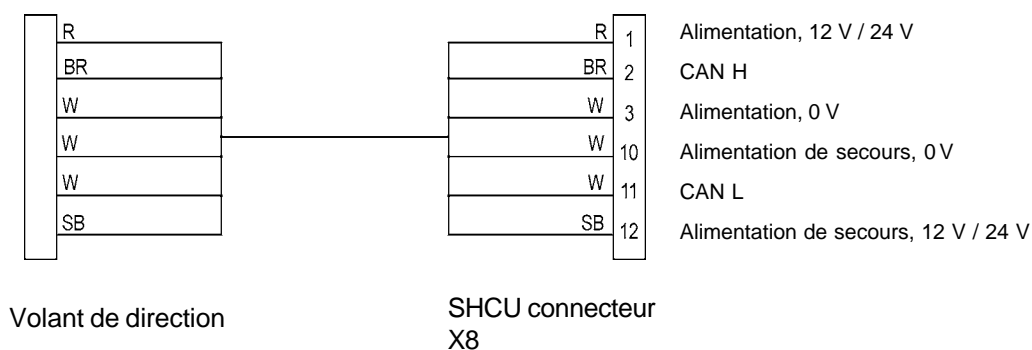 R R 1 Alimentation, 12 V / 24 V
BR BR 2 CAN H
W W 3 Alimentation, 0 V
W W 10 Alimentation de secours, 0 V
W W 11 CAN L
SB SB 12 Alimentation de secours, 12 V / 24 V
Volant de direction
SHCU connecteur
X8